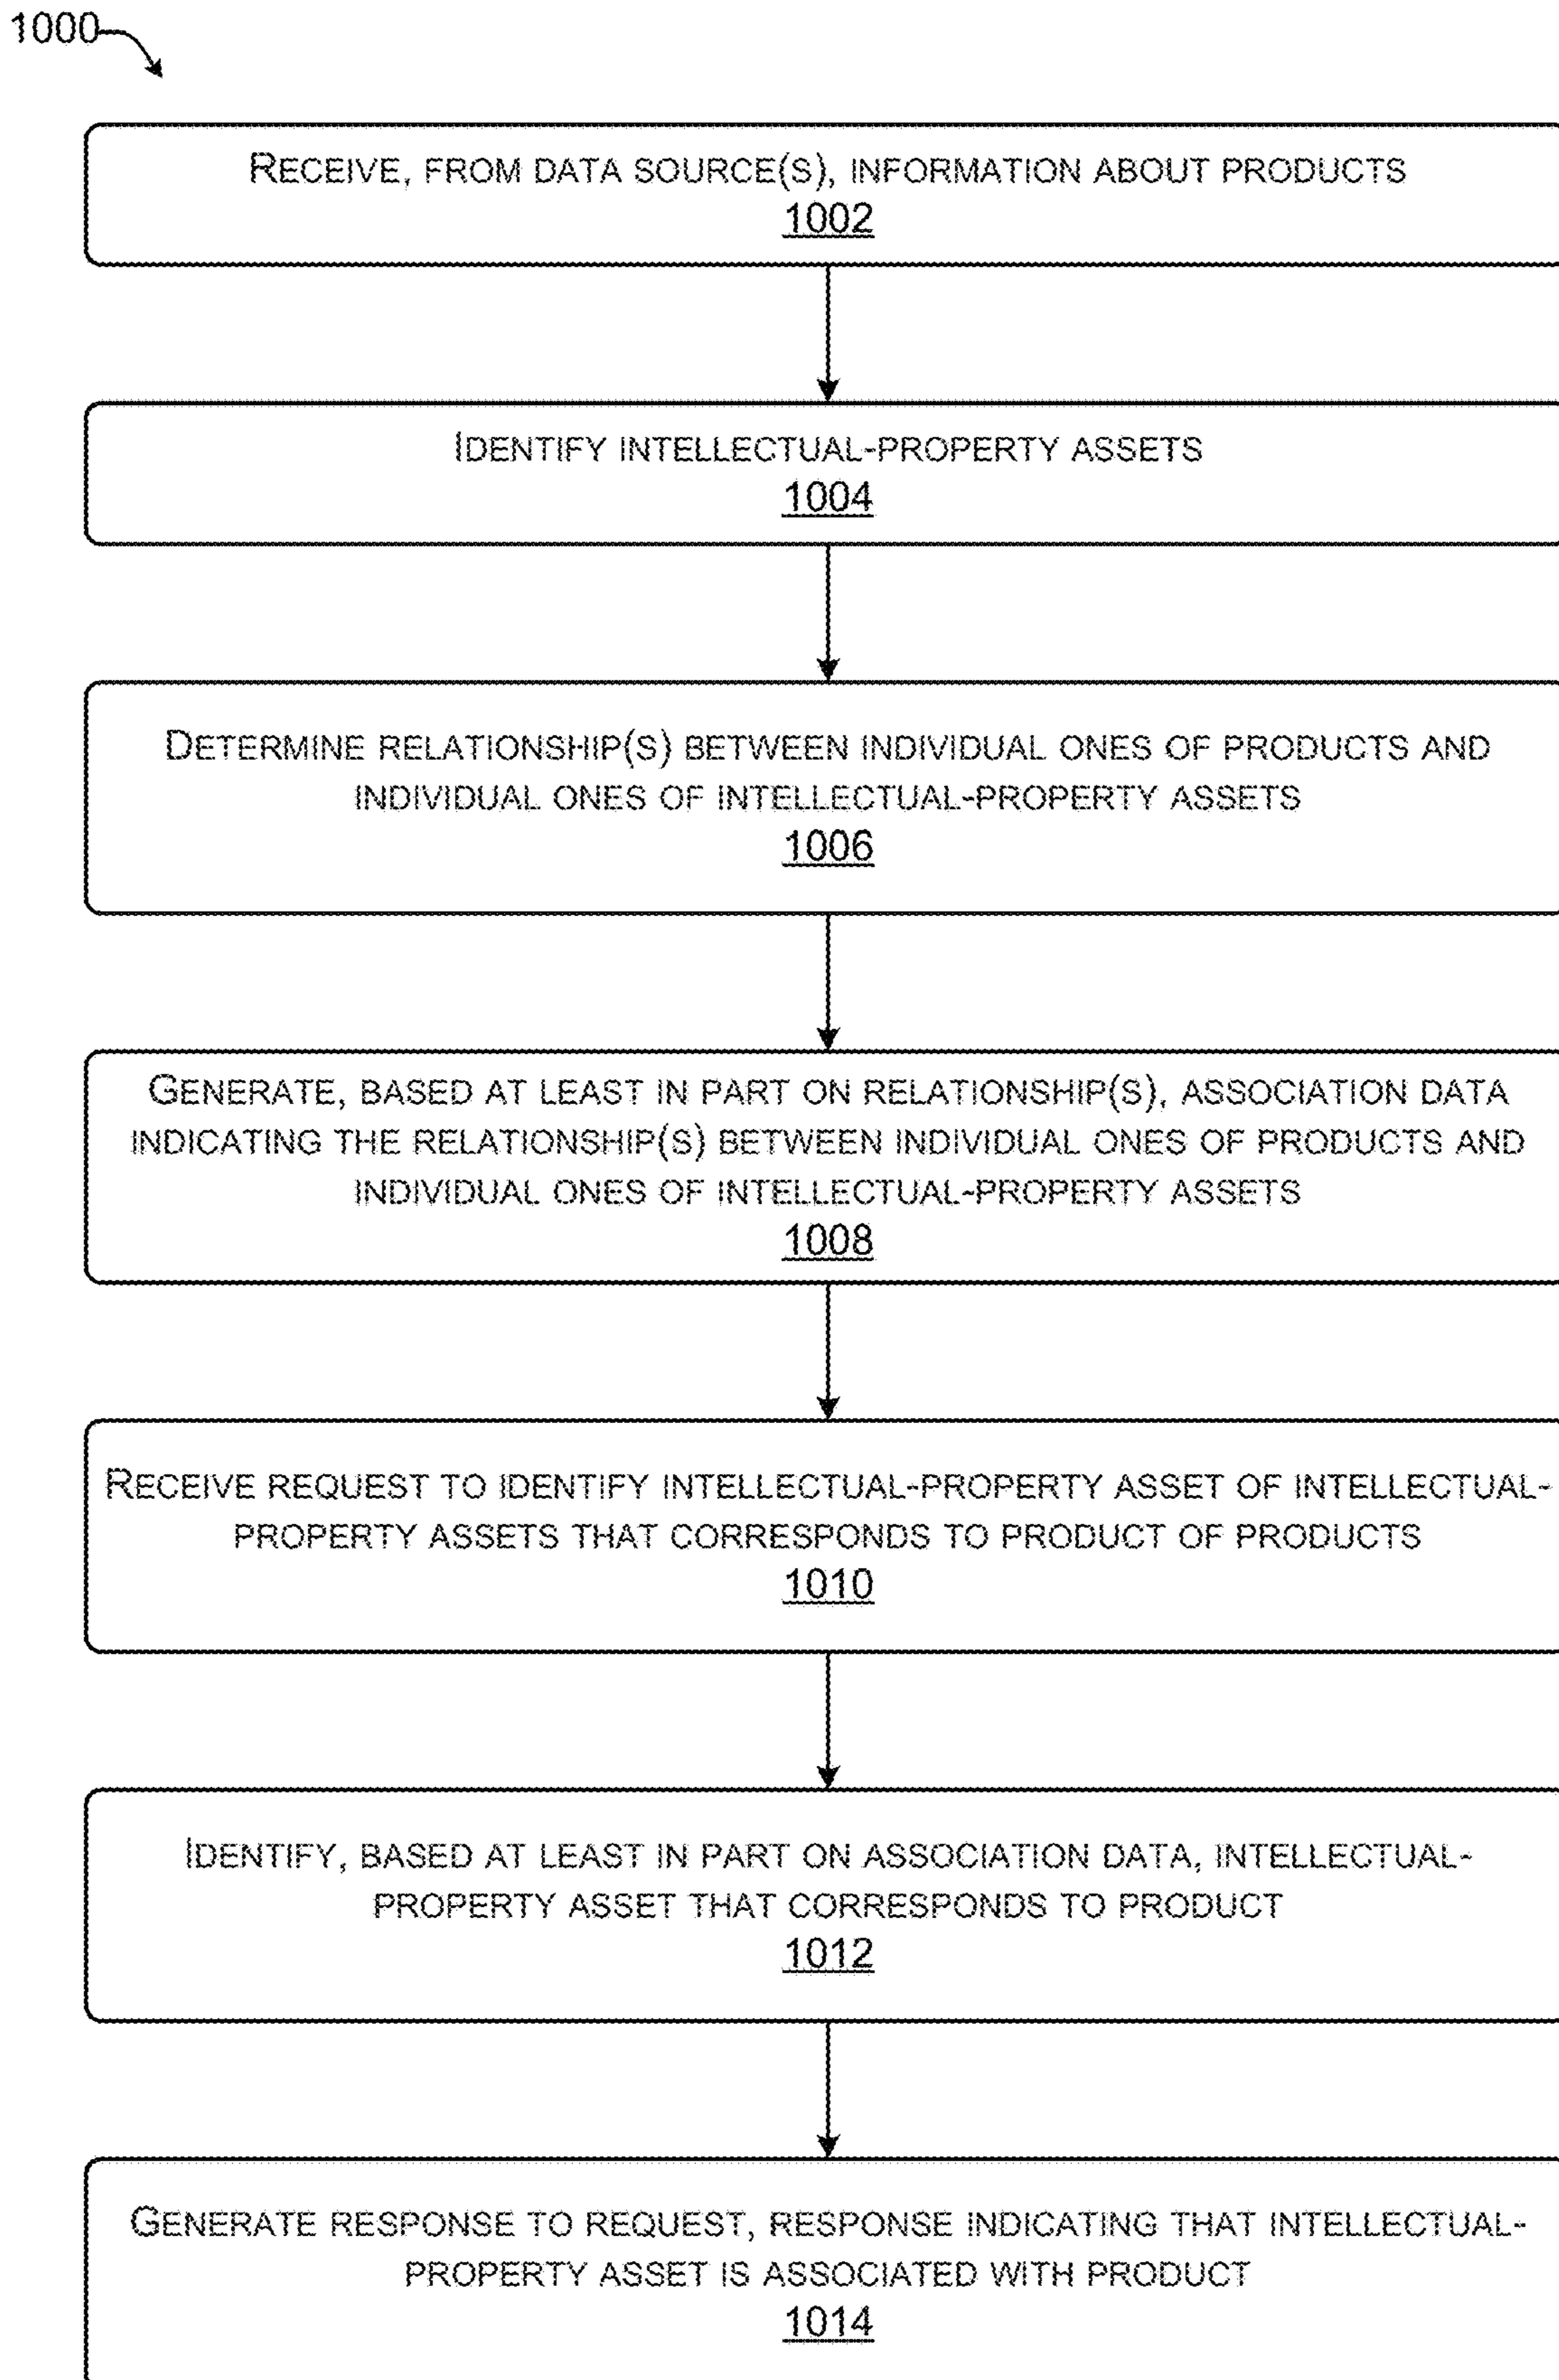 1000
RECEIVE, FROM DATA SOURCE(S), INFORMATION ABOUT PRODUCTS
1002
IDENTIFY INTELLECTUAL-PROPERTY ASSETS
1004
DETERMINE RELATIONSHIP(S) BETWEEN INDIVIDUAL ONES OF PRODUCTS AND
INDIVIDUAL ONES OF INTELLECTUAL-PROPERTY ASSETS
1006
GENERATE, BASED AT LEAST IN PART ON RELATIONSHIP(S), ASSOCIATION DATA
INDICATING THE RELATIONSHIP(S) BETWEEN INDIVIDUAL ONES OF PRODUCTS AND
INDIVIDUAL ONES OF INTELLECTUAL-PROPERTY ASSETS
1008
RECEIVE REQUEST TO IDENTIFY INTELLECTUAL-PROPERTY ASSET OF INTELLECTUAL-
PROPERTY ASSETS THAT CORRESPONDS TO PRODUCT OF PRODUCTS
1010
IDENTIFY, BASED AT LEAST IN PART ON ASSOCIATION DATA, INTELLECTUAL-
PROPERTY ASSET THAT CORRESPONDS TO PRODUCT
1012
GENERATE RESPONSE TO REQUEST, RESPONSE INDICATING THAT INTELLECTUAL-
PROPERTY ASSET IS ASSOCIATED WITH PRODUCT
1014